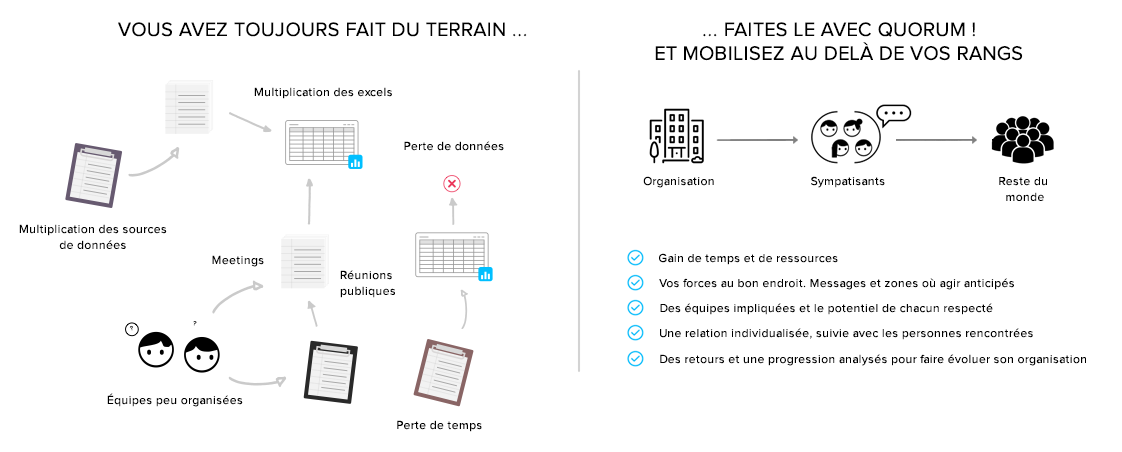 VOUS AVEZ TOUJOURS FAIT DU TERRAIN ...
Multiplication des excels
Perte de données
Multiplication des sources
de données
Meetings
Réunions
publiques
?
?
Équipes peu organisées
Perte de temps
... FAITES LE AVEC QUORUM !
ET MOBILISEZ AU DELÀ DE VOS RANGS
Organisation
Sympatisants
Reste du
monde
Gain de temps et de ressources
Vos forces au bon endroit. Messages et zones où agir anticipés
Des équipes impliquées et le potentiel de chacun respecté
Une relation individualisée, suivie avec les personnes rencontrées
Des retours et une progression analysés pour faire évoluer son organisation